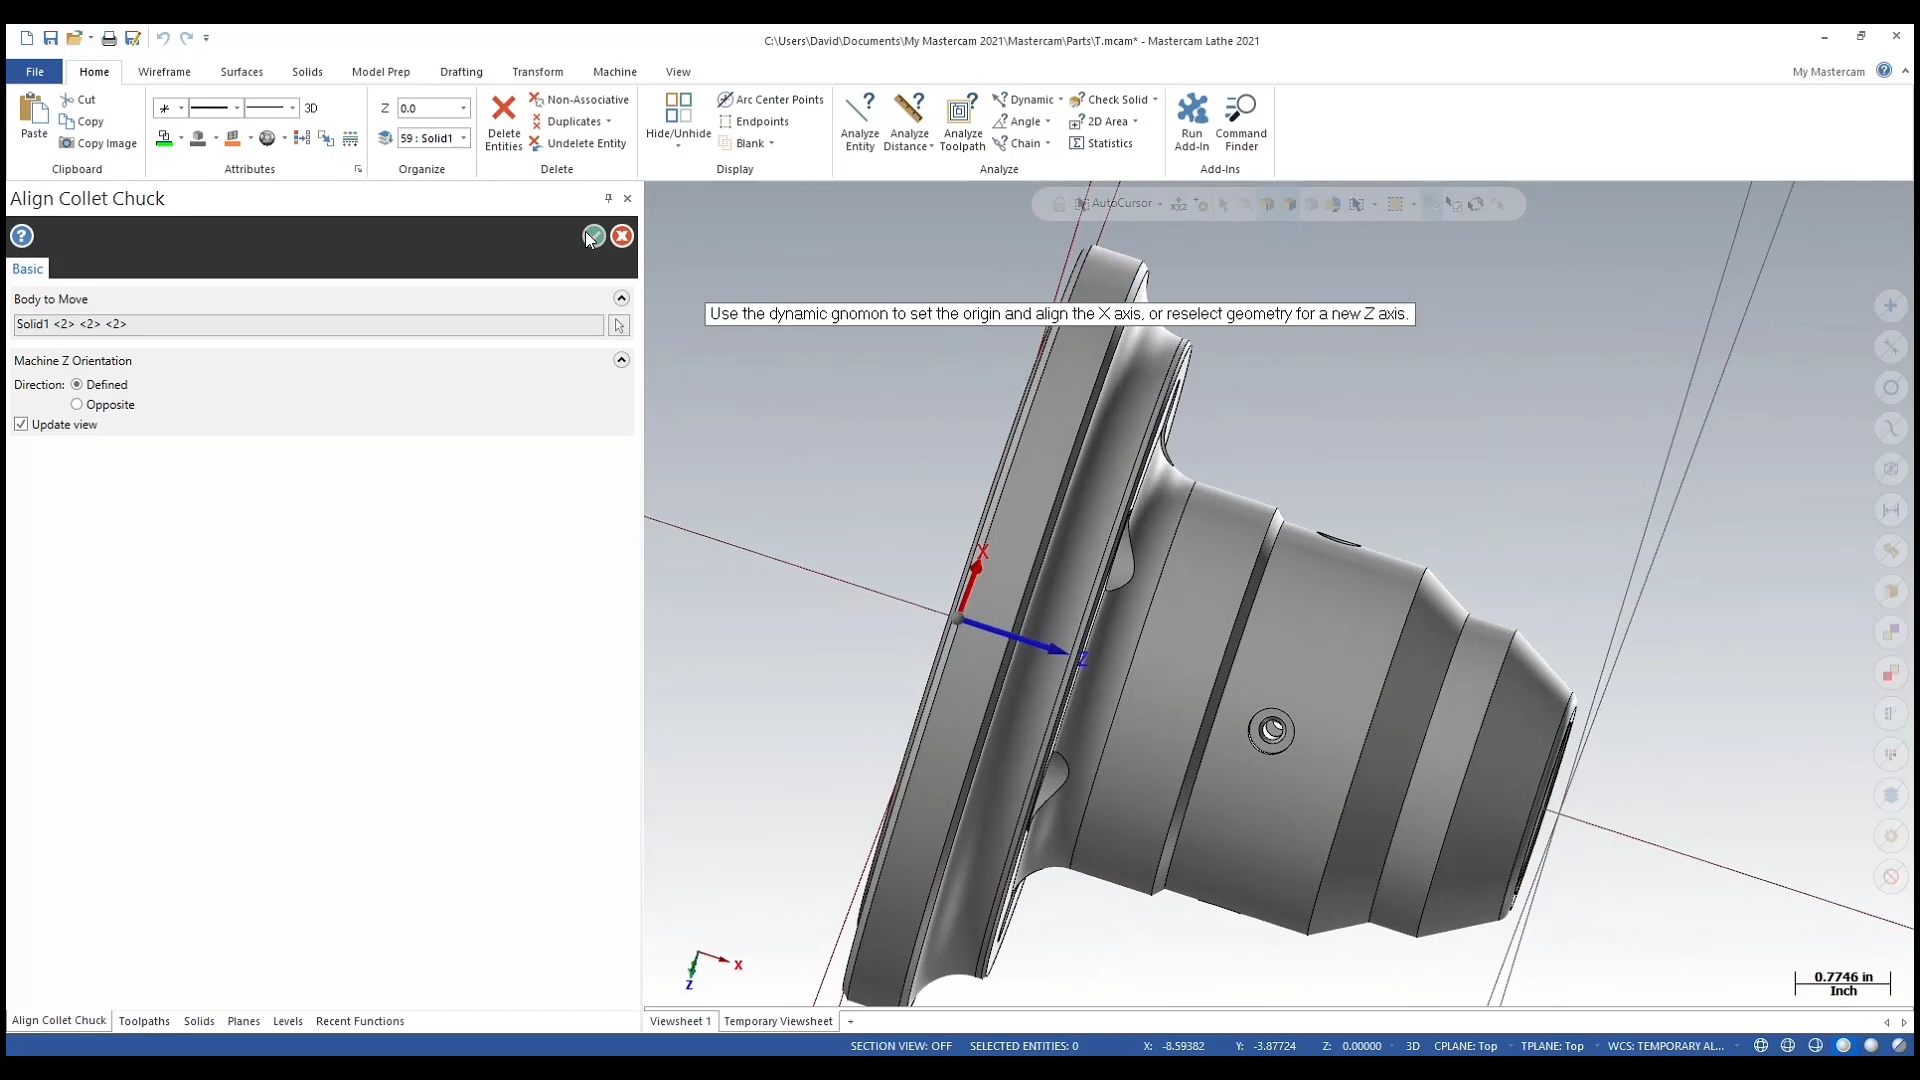 C:\Users\David\Documents\My Mastercam 2021\Mastercam\Parts\T.mcam* - Mastercam Lathe 2021
File Home Wireframe Surfaces Solids Model Prep Drafting Transform Machine View My Mastercam
Paste
Cut
Copy
Copy Image
Clipboard
3D
Attributes
Z 0.0
59 : Solid1
Organize
Delete Entities
Non-Associative
Duplicates
Undelete Entity
Delete
Hide/Unhide
Arc Center Points
Endpoints
Blank
Display
Analyze Entity
Analyze Distance
Analyze Toolpath
Dynamic
Angle
Chain
Check Solid
2D Area
Statistics
Analyze
Run Add-In
Command Finder
Add-Ins
Align Collet Chuck
Basic
Body to Move
Solid1 <2> <2> <2>
Machine Z Orientation
Direction: Defined
Opposite
Update view
AutoCursor
Use the dynamic gnomon to set the origin and align the X axis, or reselect geometry for a new Z axis.
X
Z
X
Z
0.7746 in
Inch
Align Collet Chuck Toolpaths Solids Planes Levels Recent Functions
Viewsheet 1 Temporary Viewsheet +
SECTION VIEW: OFF SELECTED ENTITIES: 0 X: -8.59382 Y: -3.87724 Z: 0.00000 3D CPLANE: Top TPLANE: Top WCS: TEMPORARY AL...